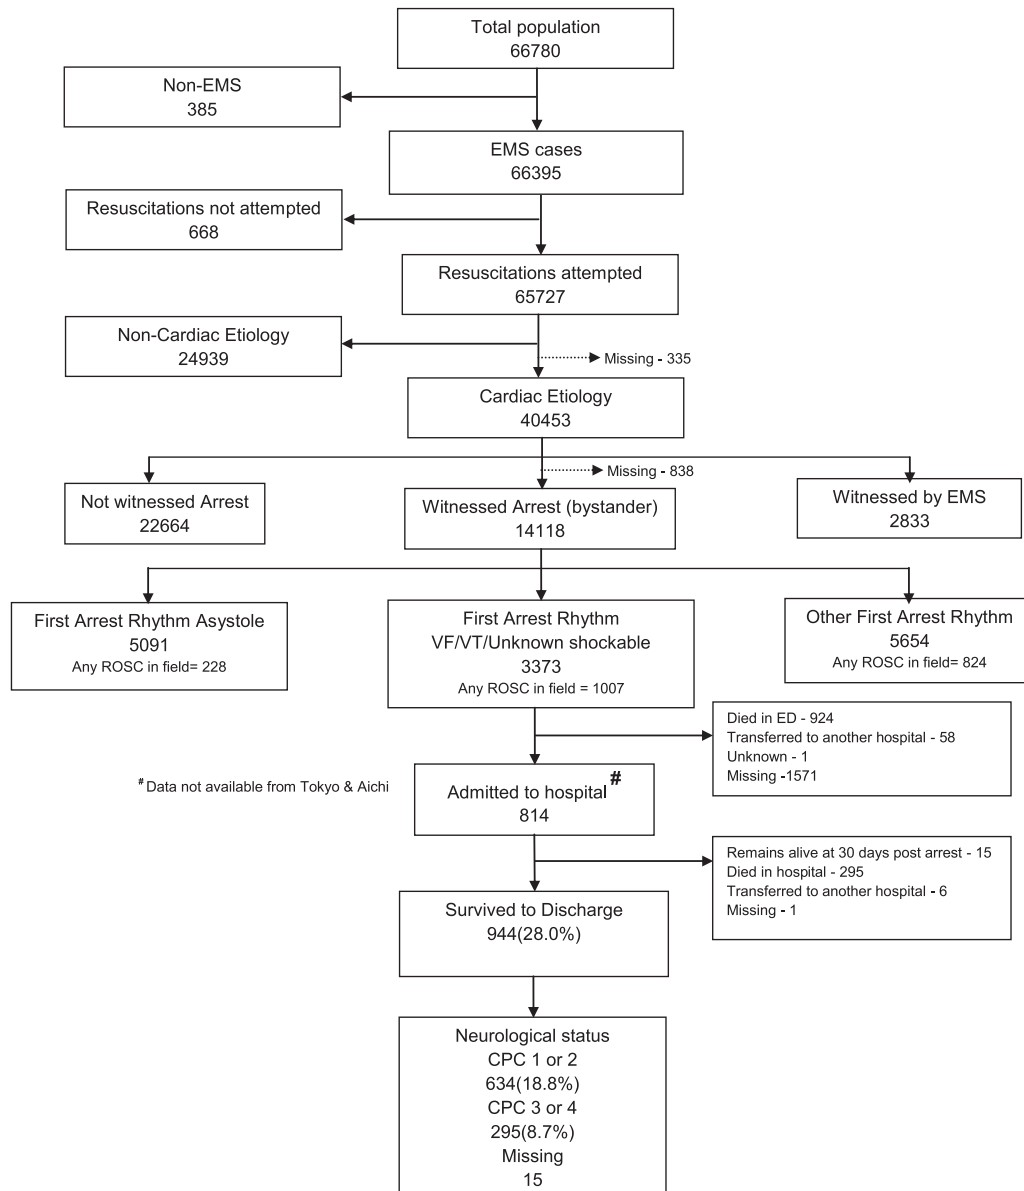 Total population
66780
Non-EMS
385
EMS cases
66395
Resuscitations not attempted
668
Resuscitations attempted
65727
Non-Cardiac Etiology
24939
Missing - 335
Cardiac Etiology
40453
Missing - 838
Not witnessed Arrest
22664
Witnessed Arrest (bystander)
14118
Witnessed by EMS
2833
First Arrest Rhythm Asystole
5091
Any ROSC in field= 228
First Arrest Rhythm
VF/VT/Unknown shockable
3373
Any ROSC in field = 1007
Other First Arrest Rhythm
5654
Any ROSC in field= 824
Died in ED - 924
Transferred to another hospital - 58
Unknown - 1
Missing -1571
# Data not available from Tokyo & Aichi
Admitted to hospital #
814
Remains alive at 30 days post arrest - 15
Died in hospital - 295
Transferred to another hospital - 6
Missing - 1
Survived to Discharge
944(28.0%)
Neurological status
CPC 1 or 2
634(18.8%)
CPC 3 or 4
295(8.7%)
Missing
15